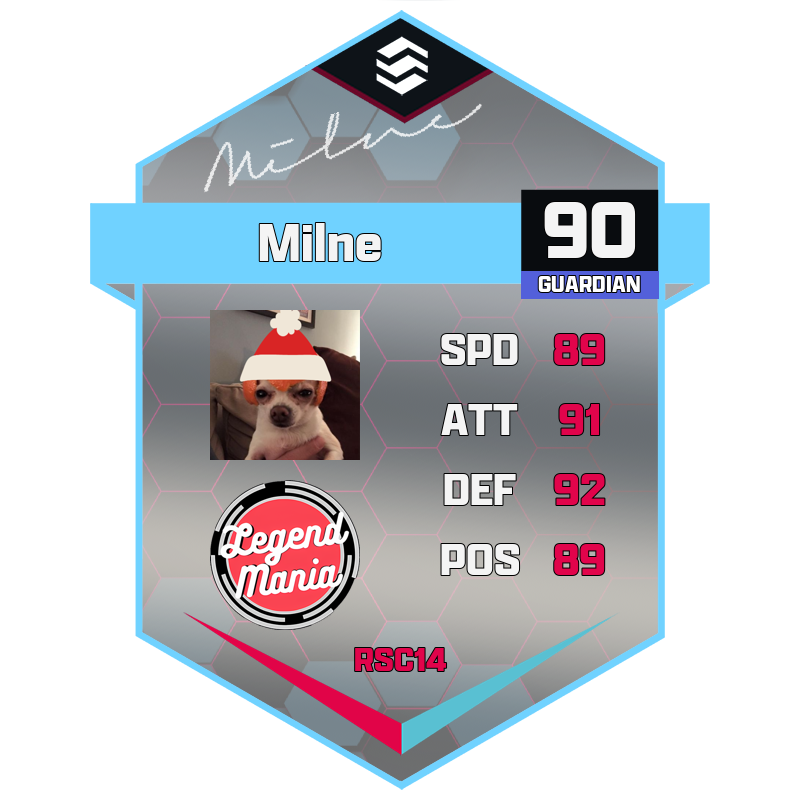 Milne
Milne
90
GUARDIAN
SPD 89
ATT 91
DEF 92
POS 89
Legend
Mania
RSC14